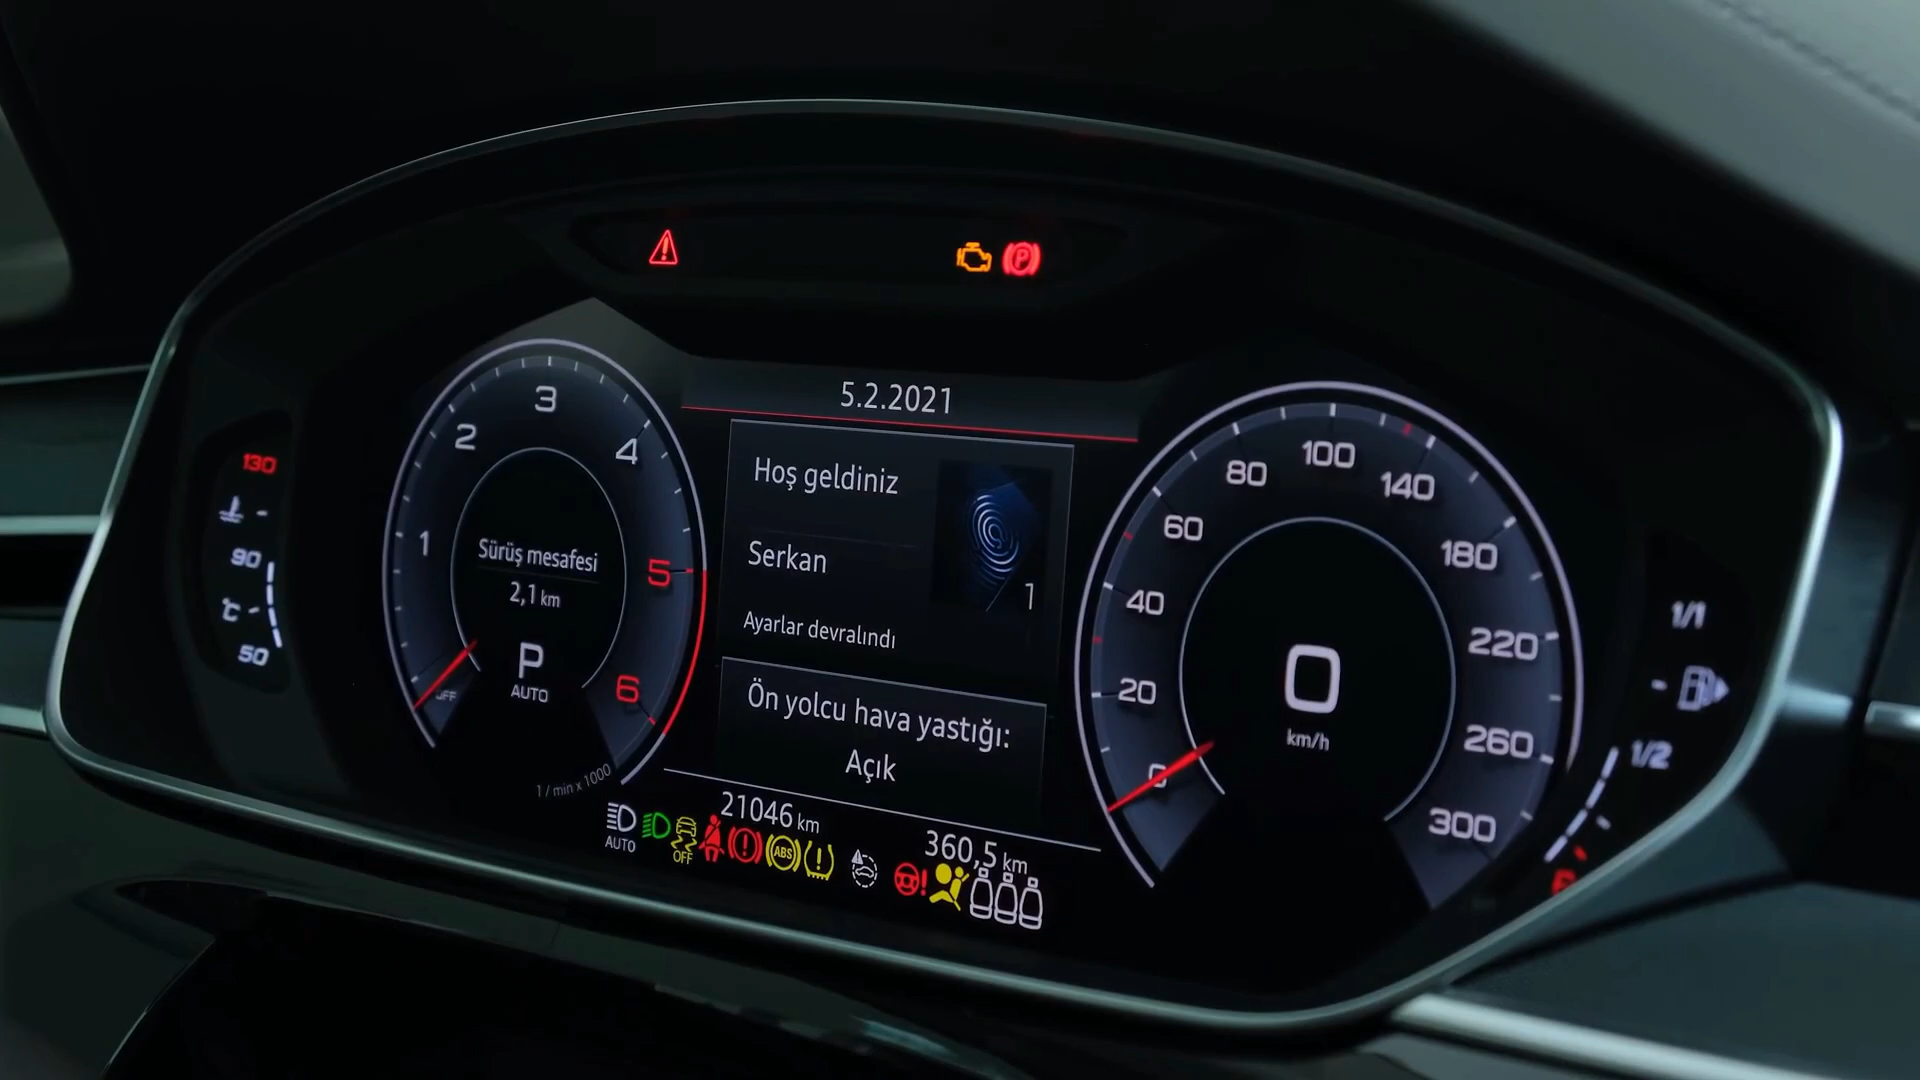 5.2.2021
130
90
°C
50
3
2
4
1
5
6
OFF
Sürüş mesafesi
2,1 km
P
AUTO
1 / min x 1000
Hoş geldiniz
Serkan
1
Ayarlar devralındı
Ön yolcu hava yastığı:
Açık
21046 km
360,5 km
AUTO
OFF
ABS
P
0
20
40
60
80
100
140
180
220
260
300
0
km/h
1/1
1/2